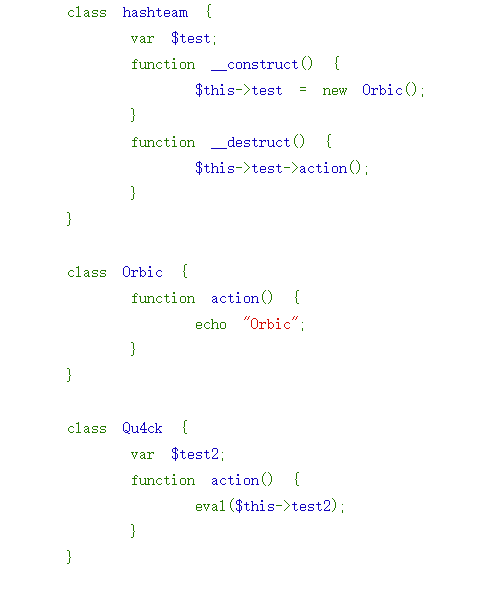 class hashteam {
var $test;
function __construct() {
$this->test = new Orbic();
}
function __destruct() {
$this->test->action();
}
}
class Orbic {
function action() {
echo "Orbic";
}
}
class Qu4ck {
var $test2;
function action() {
eval($this->test2);
}
}